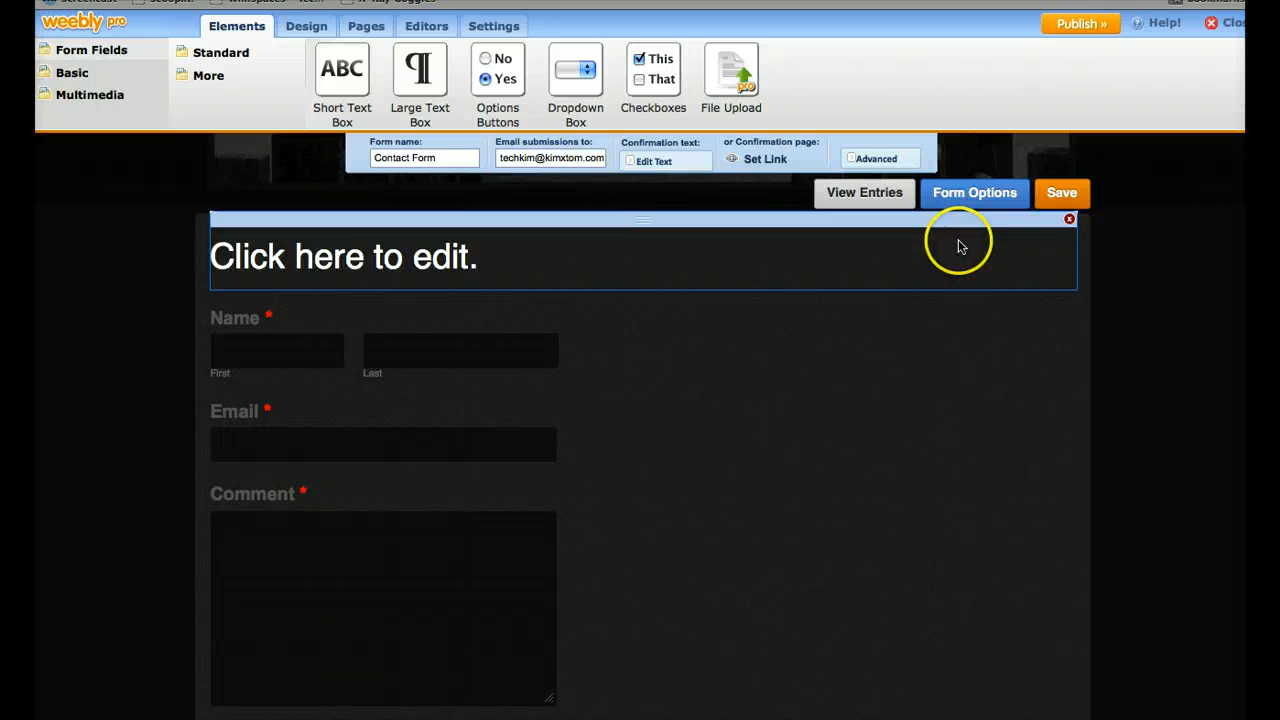 Bookmarks
weebly pro
Elements Design Pages Editors Settings
Publish » Help! Clos
Form Fields
Basic
Multimedia
Standard
More
ABC
No
Yes
This
That
pro
Short Text Box
Large Text Box
Options Buttons
Dropdown Box
Checkboxes
File Upload
Form name: Email submissions to: Confirmation text: or Confirmation page:
Contact Form techkim@kimxtom.com Edit Text Set Link Advanced
View Entries Form Options Save
Click here to edit.
Name *
First Last
Email *
Comment *